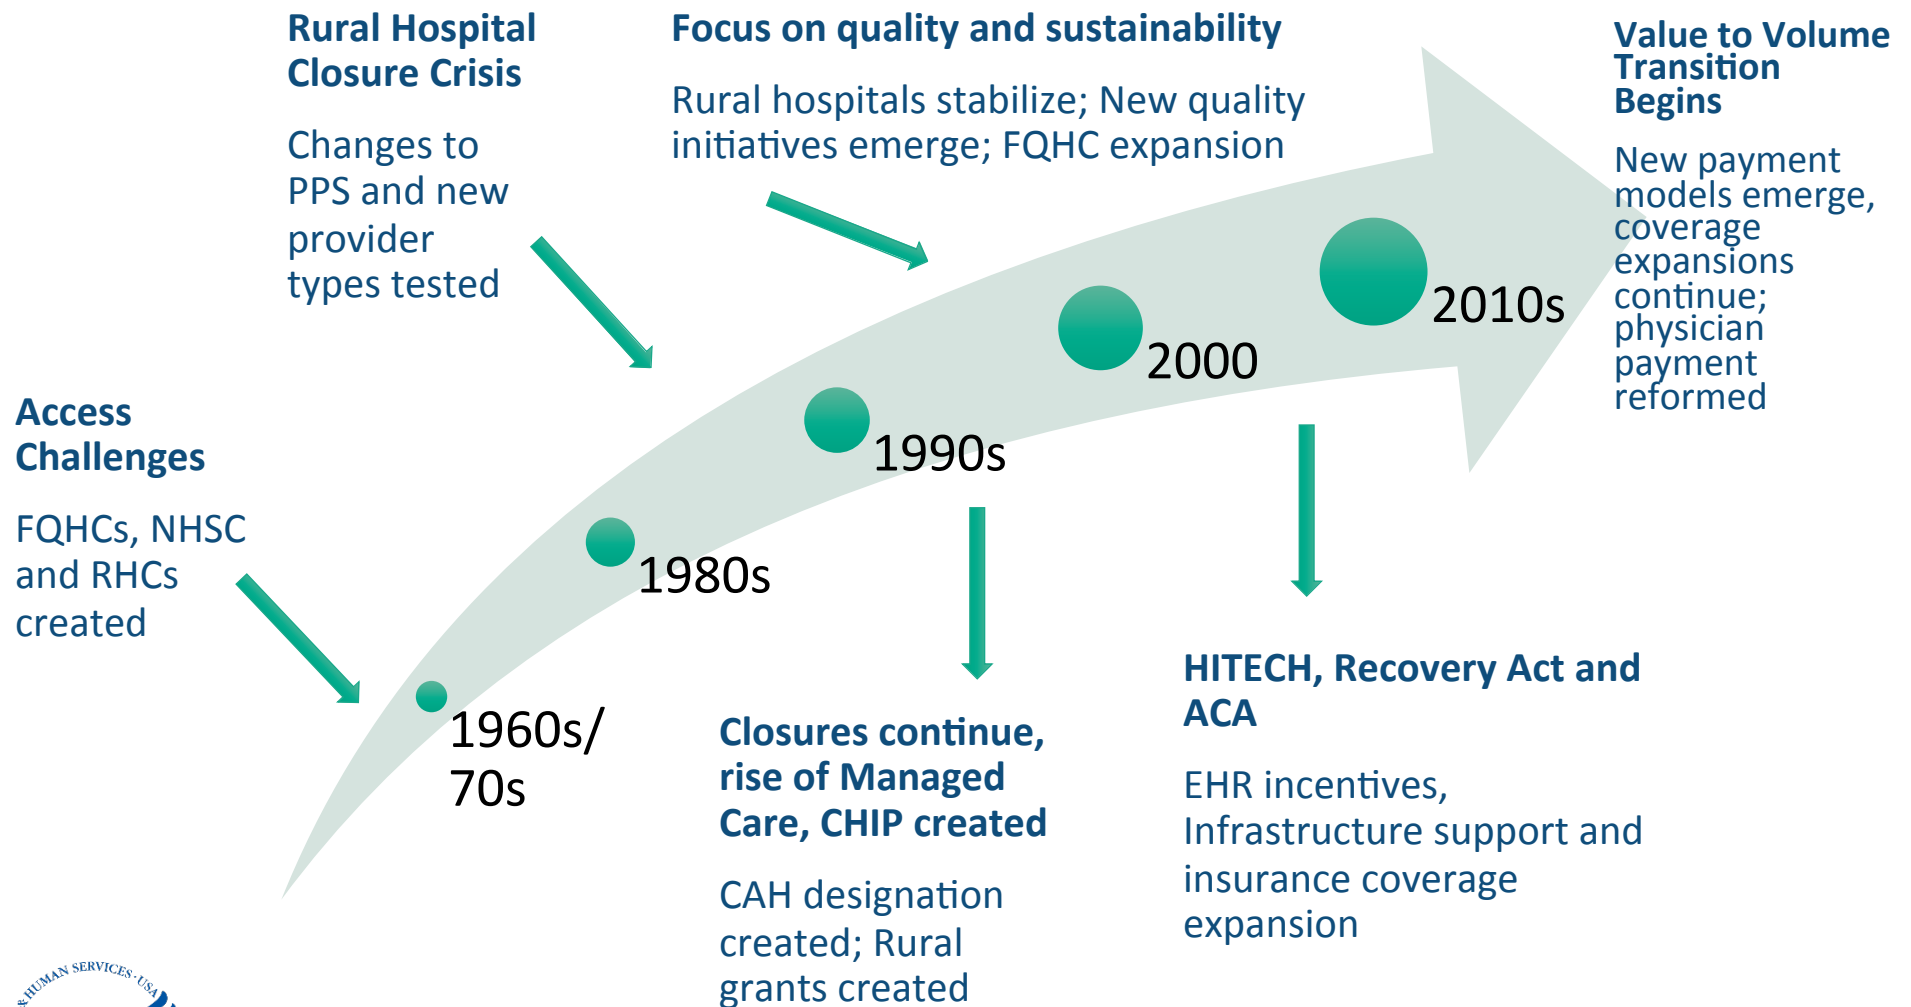 Rural Hospital
Closure Crisis
Changes to
PPS and new
provider
types tested
Focus on quality and sustainability
Rural hospitals stabilize; New quality
initiatives emerge; FQHC expansion
Value to Volume
Transition
Begins
New payment
models emerge,
coverage
expansions
continue;
physician
payment
reformed
Access
Challenges
FQHCs, NHSC
and RHCs
created
1960s/
70s
1980s
1990s
2000
2010s
Closures continue,
rise of Managed
Care, CHIP created
CAH designation
created; Rural
grants created
HITECH, Recovery Act and
ACA
EHR incentives,
Infrastructure support and
insurance coverage
expansion
& HUMAN SERVICES · USA